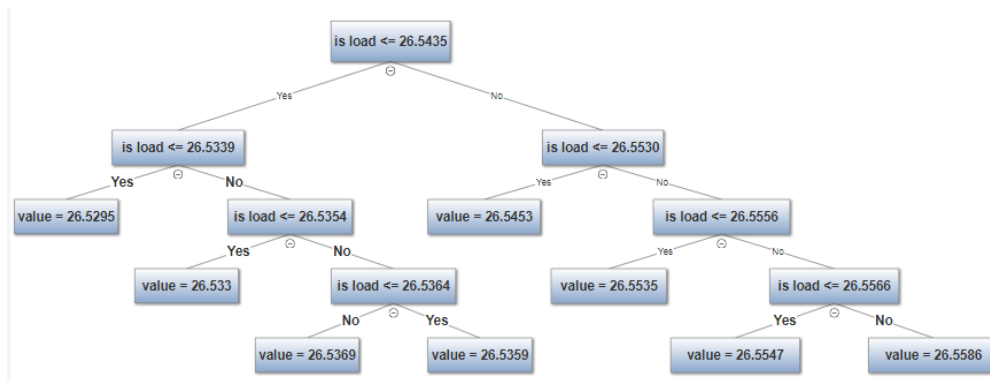 is load <= 26.5435
Yes
No
is load <= 26.5339
is load <= 26.5530
Yes
No
Yes
No
value = 26.5295
is load <= 26.5354
value = 26.5453
is load <= 26.5556
Yes
No
Yes
No
value = 26.533
is load <= 26.5364
value = 26.5535
is load <= 26.5566
No
Yes
Yes
No
value = 26.5369
value = 26.5359
value = 26.5547
value = 26.5586